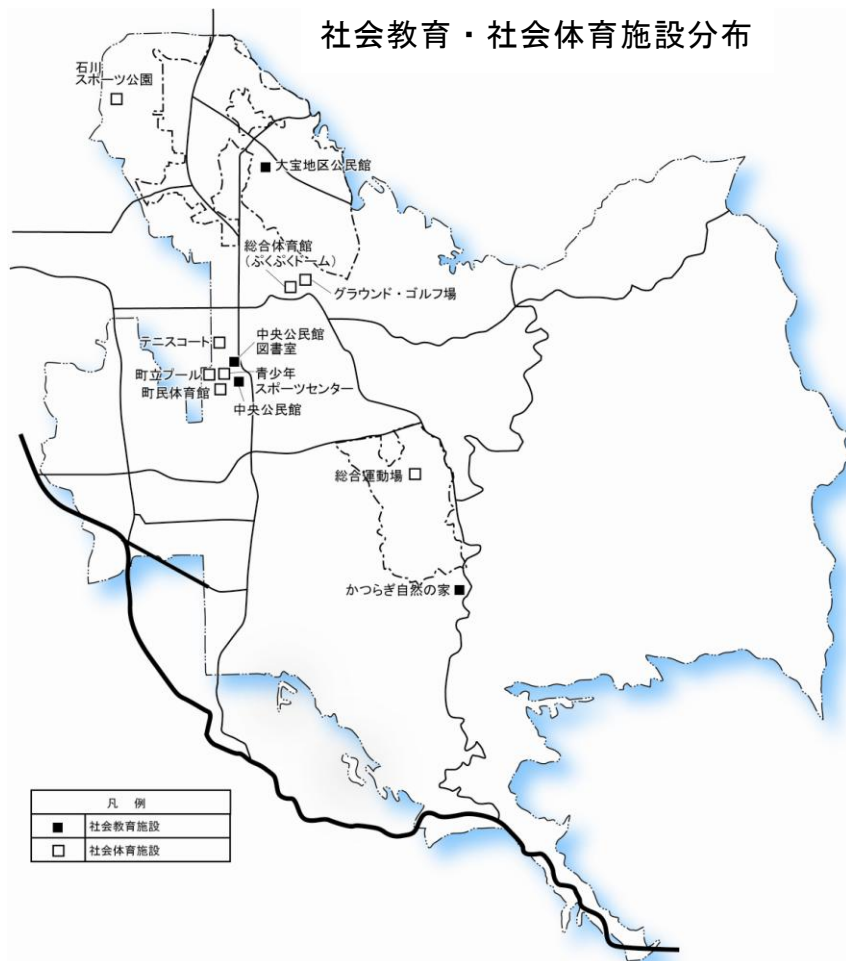 社会教育・社会体育施設分布
石川
スポーツ公園
大宝地区公民館
総合体育館
(ぷくぷくドーム)
グラウンド・ゴルフ場
テニスコート
中央公民館
図書室
町立プール
青少年
スポーツセンター
町民体育館
中央公民館
総合運動場
かつらぎ自然の家
凡 例
■ 社会教育施設
□ 社会体育施設